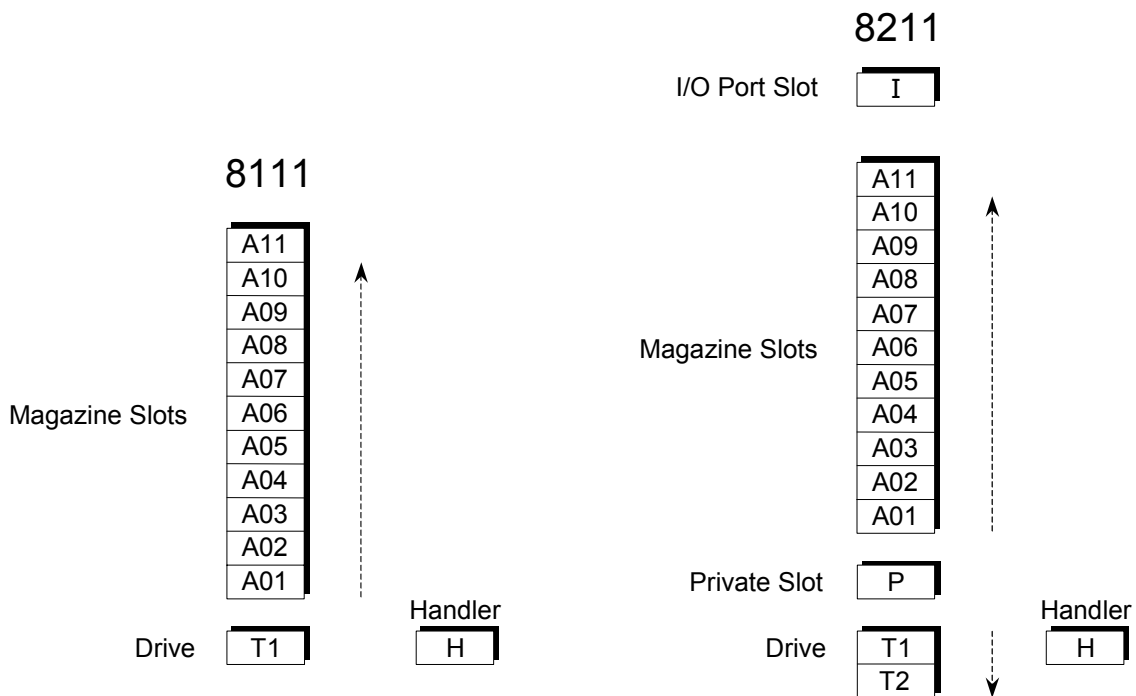 8111
A11
A10
A09
A08
A07
A06
A05
A04
A03
A02
A01
Magazine Slots
Drive
T1
Handler
H
8211
I/O Port Slot
I
A11
A10
A09
A08
A07
A06
A05
A04
A03
A02
A01
Magazine Slots
Private Slot
P
Drive
T1
T2
Handler
H